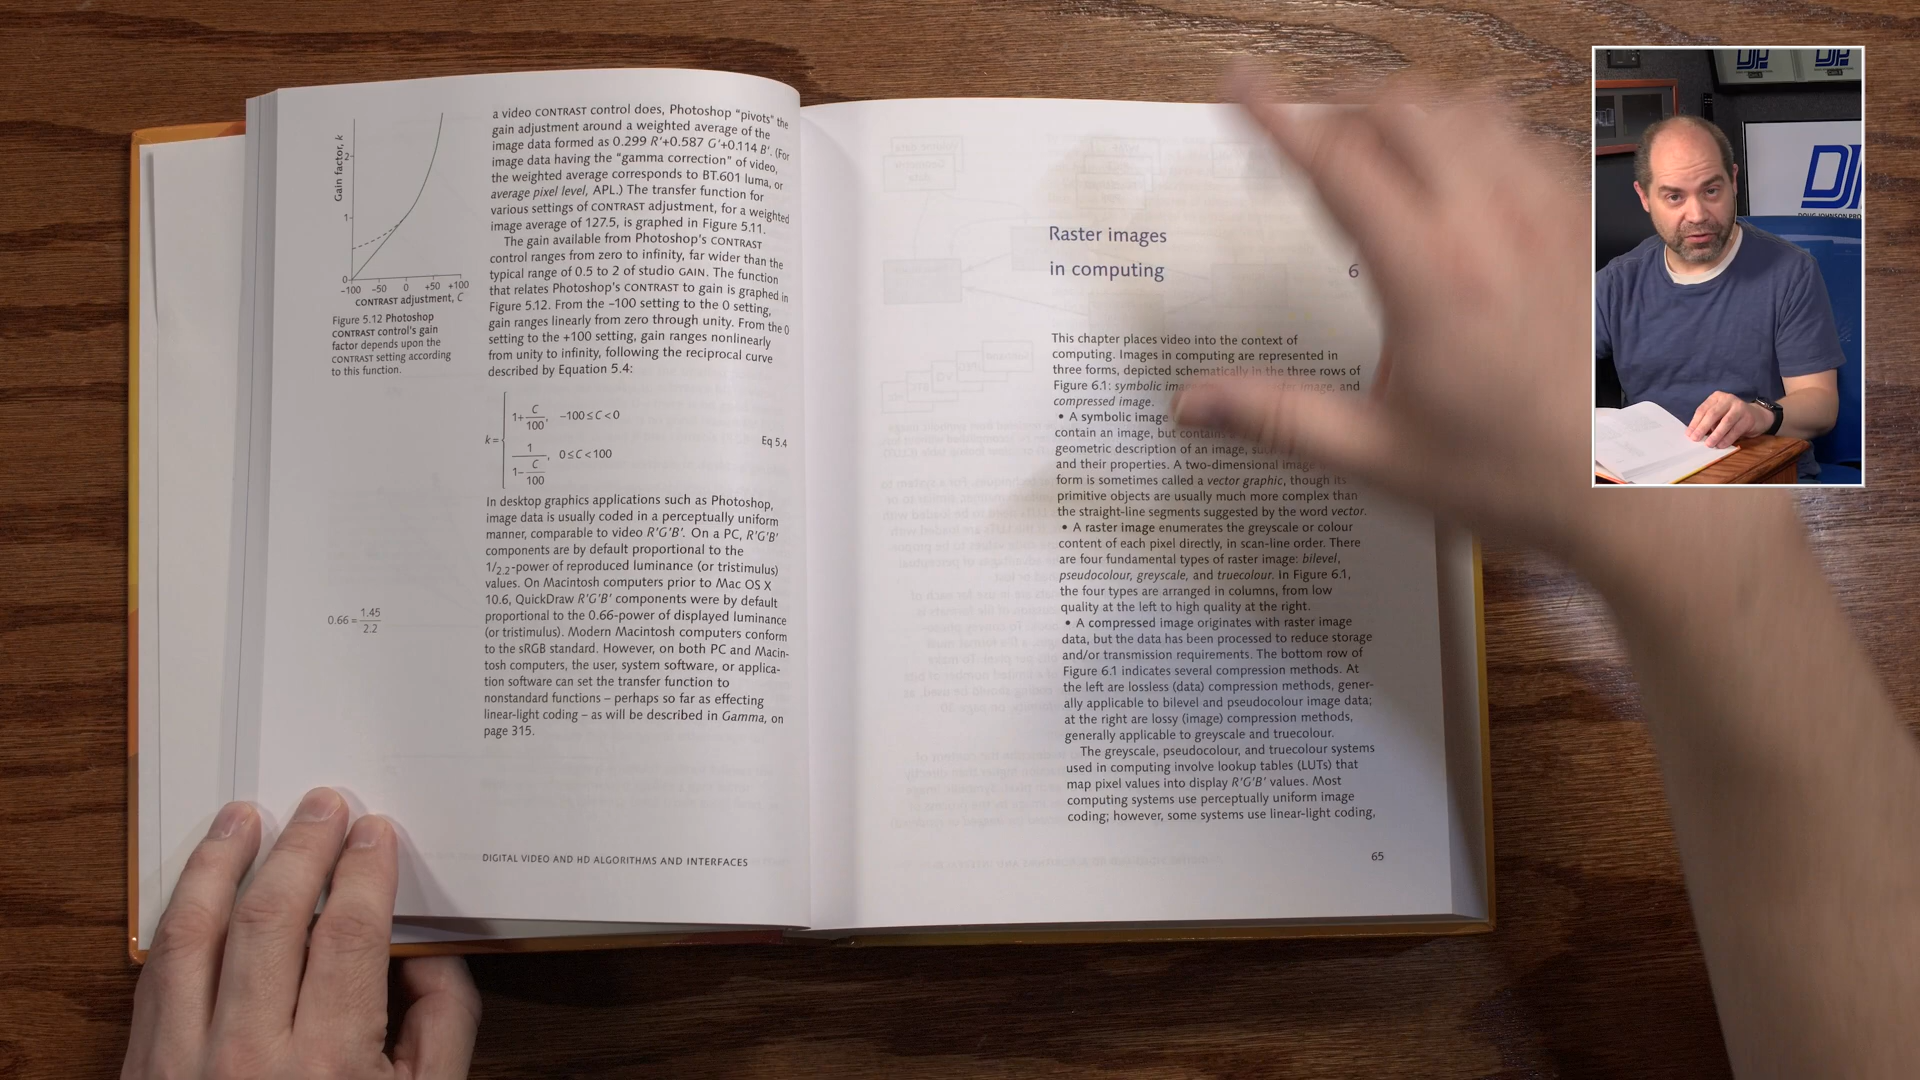 Gain factor, k
2
1
0
−100 −50 0 +50 +100
CONTRAST adjustment, C
Figure 5.12 Photoshop
CONTRAST control's gain
factor depends upon the
CONTRAST setting according
to this function.
a video CONTRAST control does, Photoshop "pivots" the
gain adjustment around a weighted average of the
image data formed as 0.299 R'+0.587 G'+0.114 B'. (For
image data having the "gamma correction" of video,
the weighted average corresponds to BT.601 luma, or
average pixel level, APL.) The transfer function for
various settings of CONTRAST adjustment, for a weighted
image average of 127.5, is graphed in Figure 5.11.
The gain available from Photoshop's CONTRAST
control ranges from zero to infinity, far wider than the
typical range of 0.5 to 2 of studio GAIN. The function
that relates Photoshop's CONTRAST to gain is graphed in
Figure 5.12. From the −100 setting to the 0 setting,
gain ranges linearly from zero through unity. From the 0
setting to the +100 setting, gain ranges nonlinearly
from unity to infinity, following the reciprocal curve
described by Equation 5.4:
k = { 1 + C/100, −100 ≤ C < 0
1/(1 − C/100), 0 ≤ C < 100
Eq 5.4
In desktop graphics applications such as Photoshop,
image data is usually coded in a perceptually uniform
manner, comparable to video R'G'B'. On a PC, R'G'B'
components are by default proportional to the
1/2.2-power of reproduced luminance (or tristimulus)
values. On Macintosh computers prior to Mac OS X
10.6, QuickDraw R'G'B' components were by default
proportional to the 0.66-power of displayed luminance
(or tristimulus). Modern Macintosh computers conform
to the sRGB standard. However, on both PC and Macin-
tosh computers, the user, system software, or applica-
tion software can set the transfer function to
nonstandard functions – perhaps so far as effecting
linear-light coding – as will be described in Gamma, on
page 315.
0.66 = 1.45/2.2
DIGITAL VIDEO AND HD ALGORITHMS AND INTERFACES
Raster images
in computing 6
This chapter places video into the context of
computing. Images in computing are represented in
three forms, depicted schematically in the three rows of
Figure 6.1: symbolic image, and
compressed image.
• A symbolic image
contain an image, but
geometric description of an image,
and their properties. A two-dimensional image
form is sometimes called a vector graphic, though its
primitive objects are usually much more complex than
the straight-line segments suggested by the word vector.
• A raster image enumerates the greyscale or colour
content of each pixel directly, in scan-line order. There
are four fundamental types of raster image: bilevel,
pseudocolour, greyscale, and truecolour. In Figure 6.1,
the four types are arranged in columns, from low
quality at the left to high quality at the right.
• A compressed image originates with raster image
data, but the data has been processed to reduce storage
and/or transmission requirements. The bottom row of
Figure 6.1 indicates several compression methods. At
the left are lossless (data) compression methods, gener-
ally applicable to bilevel and pseudocolour image data;
at the right are lossy (image) compression methods,
generally applicable to greyscale and truecolour.
The greyscale, pseudocolour, and truecolour systems
used in computing involve lookup tables (LUTs) that
map pixel values into display R'G'B' values. Most
computing systems use perceptually uniform image
coding; however, some systems use linear-light coding,
65
DJP
DOUG JOHNSON PRO